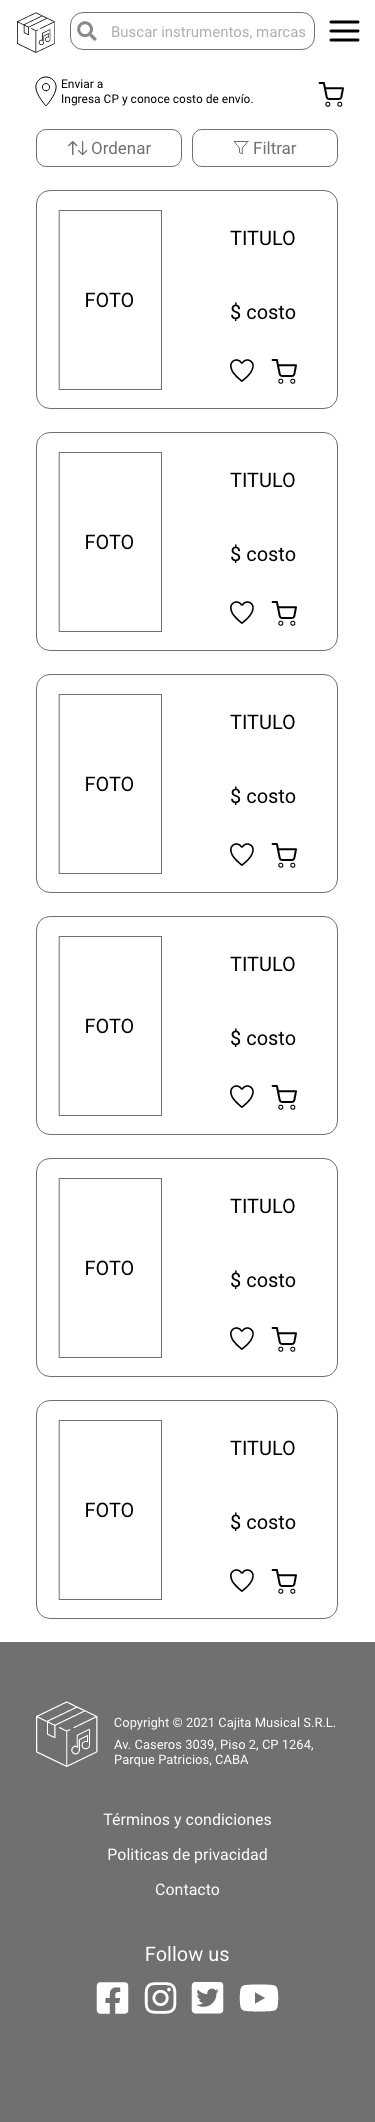 Buscar instrumentos, marcas
Enviar a
Ingresa CP y conoce costo de envío.
Ordenar
Filtrar
FOTO
TITULO
$ costo
FOTO
TITULO
$ costo
FOTO
TITULO
$ costo
FOTO
TITULO
$ costo
FOTO
TITULO
$ costo
FOTO
TITULO
$ costo
Copyright © 2021 Cajita Musical S.R.L.
Av. Caseros 3039, Piso 2, CP 1264,
Parque Patricios, CABA
Términos y condiciones
Politicas de privacidad
Contacto
Follow us